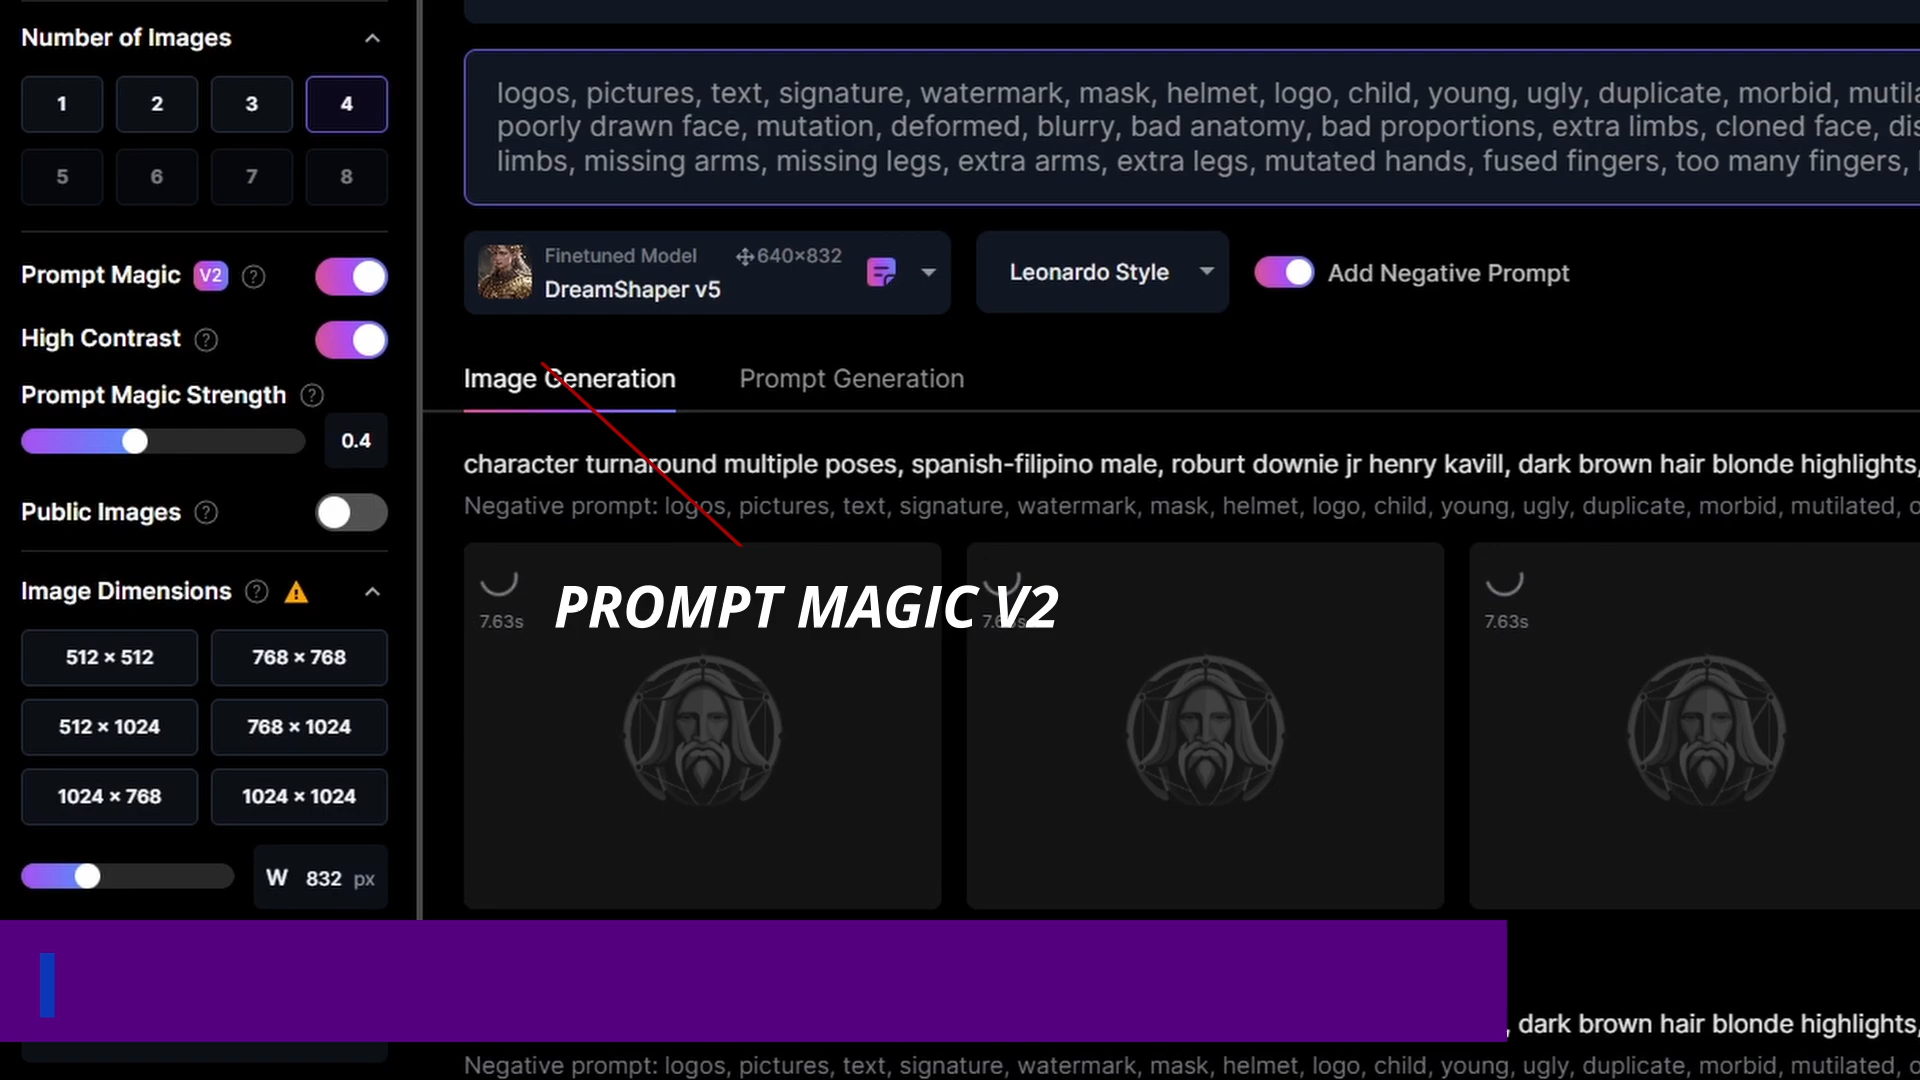 Number of Images
1 2 3 4
5 6 7 8
Prompt Magic V2 ?
High Contrast ?
Prompt Magic Strength ?
0.4
Public Images ?
Image Dimensions ?
512 × 512 768 × 768
512 × 1024 768 × 1024
1024 × 768 1024 × 1024
W 832 px
logos, pictures, text, signature, watermark, mask, helmet, logo, child, young, ugly, duplicate, morbid,
poorly drawn face, mutation, deformed, blurry, bad anatomy, bad proportions, extra limbs, cloned face,
limbs, missing arms, missing legs, extra arms, extra legs, mutated hands, fused fingers, too many fingers,
Finetuned Model 640×832
DreamShaper v5
Leonardo Style
Add Negative Prompt
Image Generation Prompt Generation
character turnaround multiple poses, spanish-filipino male, roburt downie jr henry kavill, dark brown hair blonde highlights,
Negative prompt: logos, pictures, text, signature, watermark, mask, helmet, logo, child, young, ugly, duplicate, morbid, mutilated,
7.63s 7.63s
PROMPT MAGIC V2
, dark brown hair blonde highlights,
Negative prompt: logos, pictures, text, signature, watermark, mask, helmet, logo, child, young, ugly, duplicate, morbid, mutilated,